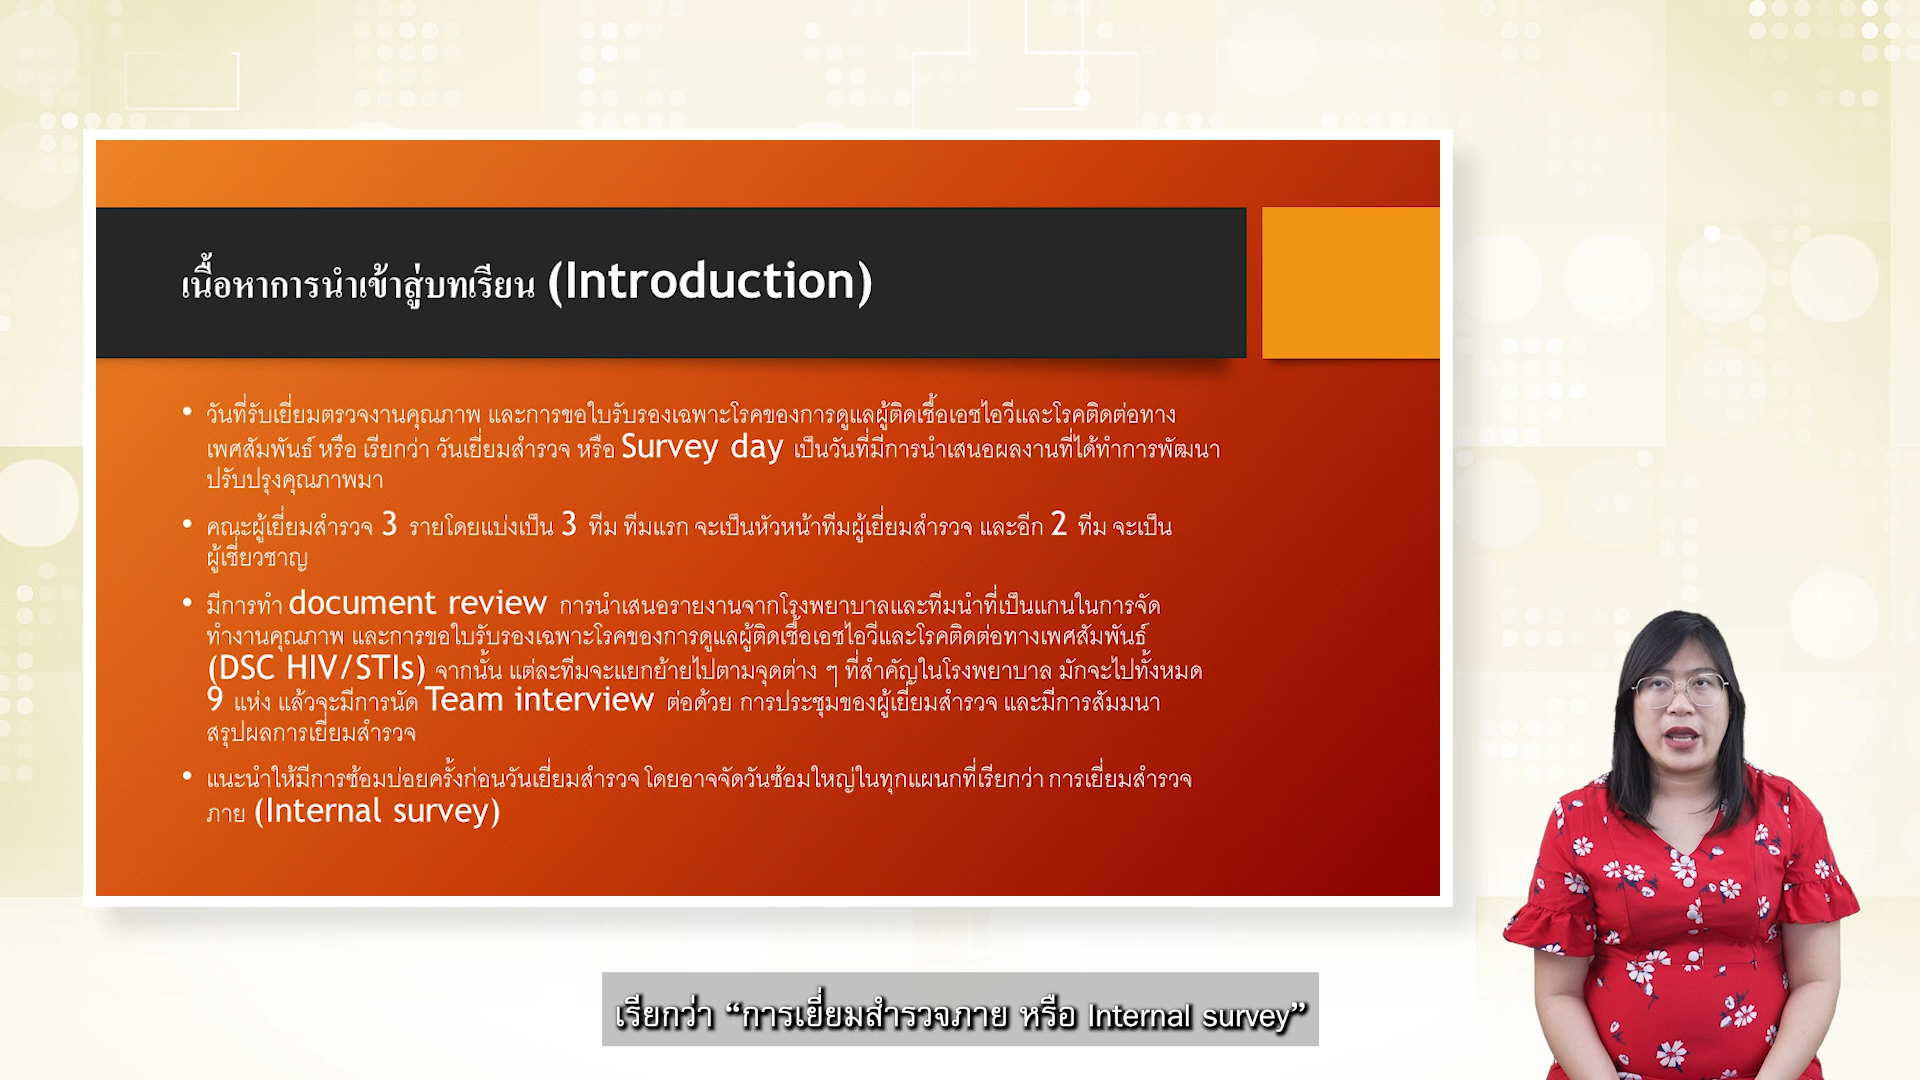 เนื้อหาการนำเข้าสู่บทเรียน (Introduction)
• วันที่รับเยี่ยมตรวจงานคุณภาพ และการขอใบรับรองเฉพาะโรคของการดูแลผู้ติดเชื้อเอชไอวีและโรคติดต่อทาง
เพศสัมพันธ์ หรือ เรียกว่า วันเยี่ยมสำรวจ หรือ Survey day เป็นวันที่มีการนำเสนอผลงานที่ได้ทำการพัฒนา
ปรับปรุงคุณภาพมา
• คณะผู้เยี่ยมสำรวจ 3 รายโดยแบ่งเป็น 3 ทีม ทีมแรก จะเป็นหัวหน้าทีมผู้เยี่ยมสำรวจ และอีก 2 ทีม จะเป็น
ผู้เชี่ยวชาญ
• มีการทำ document review การนำเสนอรายงานจากโรงพยาบาลและทีมนำที่เป็นแกนในการจัด
ทำงานคุณภาพ และการขอใบรับรองเฉพาะโรคของการดูแลผู้ติดเชื้อเอชไอวีและโรคติดต่อทางเพศสัมพันธ์
(DSC HIV/STIs) จากนั้น แต่ละทีมจะแยกย้ายไปตามจุดต่าง ๆ ที่สำคัญในโรงพยาบาล มักจะไปทั้งหมด
9 แห่ง แล้วจะมีการนัด Team interview ต่อด้วย การประชุมของผู้เยี่ยมสำรวจ และมีการสัมมนา
สรุปผลการเยี่ยมสำรวจ
• แนะนำให้มีการซ้อมบ่อยครั้งก่อนวันเยี่ยมสำรวจ โดยอาจจัดวันซ้อมใหญ่ในทุกแผนกที่เรียกว่า การเยี่ยมสำรวจ
ภาย (Internal survey)
เรียกว่า “การเยี่ยมสำรวจภาย หรือ Internal survey”